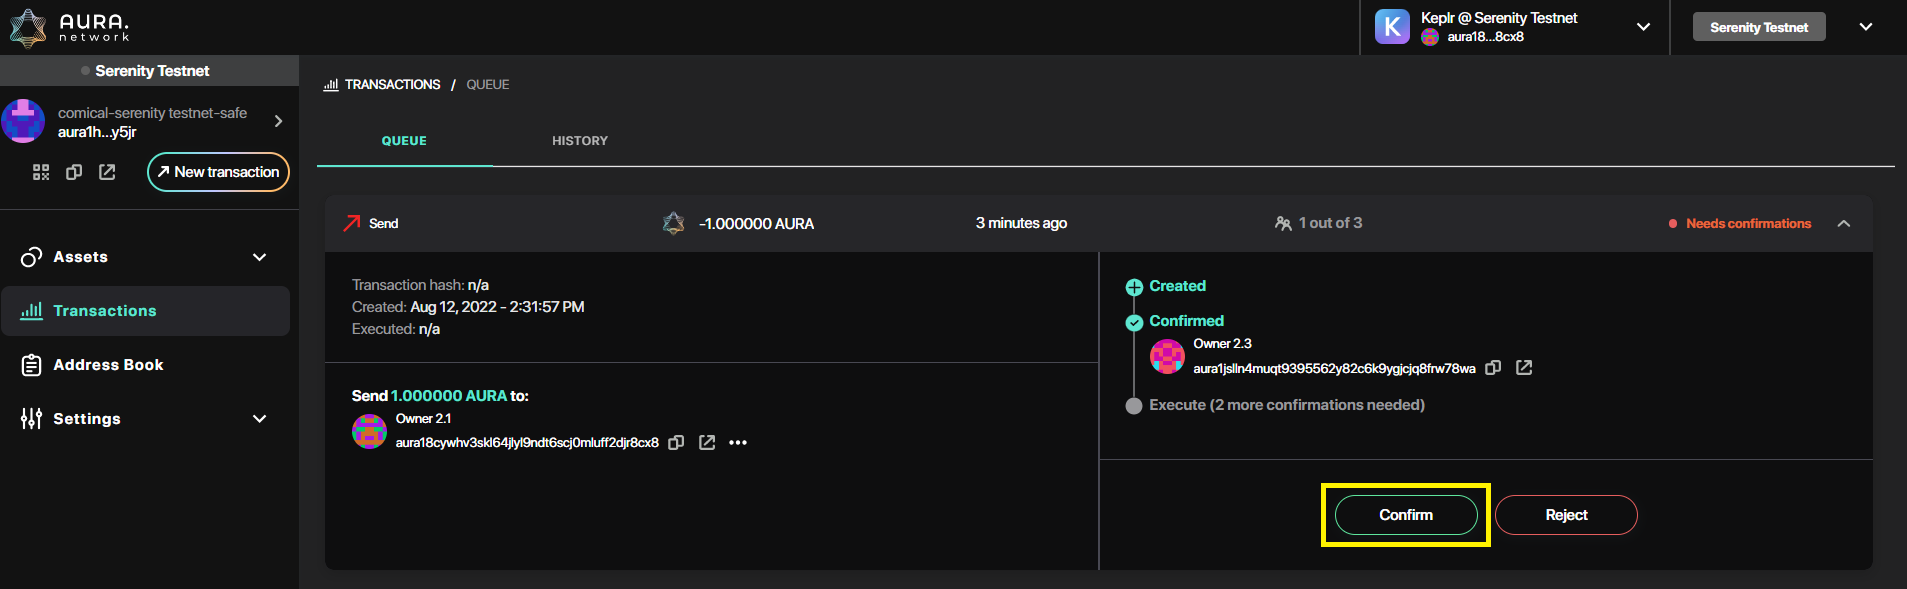 AURA.
network
Keplr @ Serenity Testnet
aura18...8cx8
Serenity Testnet
Serenity Testnet
comical-serenity testnet-safe
aura1h...y5jr
New transaction
Assets
Transactions
Address Book
Settings
TRANSACTIONS / QUEUE
QUEUE HISTORY
Send -1.000000 AURA 3 minutes ago 1 out of 3 Needs confirmations
Transaction hash: n/a
Created: Aug 12, 2022 - 2:31:57 PM
Executed: n/a
Send 1.000000 AURA to:
Owner 2.1
aura18cywhv3skl64jlyl9ndt6scj0mluff2djr8cx8
Created
Confirmed
Owner 2.3
aura1jslln4muqt9395562y82c6k9ygjcjq8frw78wa
Execute (2 more confirmations needed)
Confirm Reject